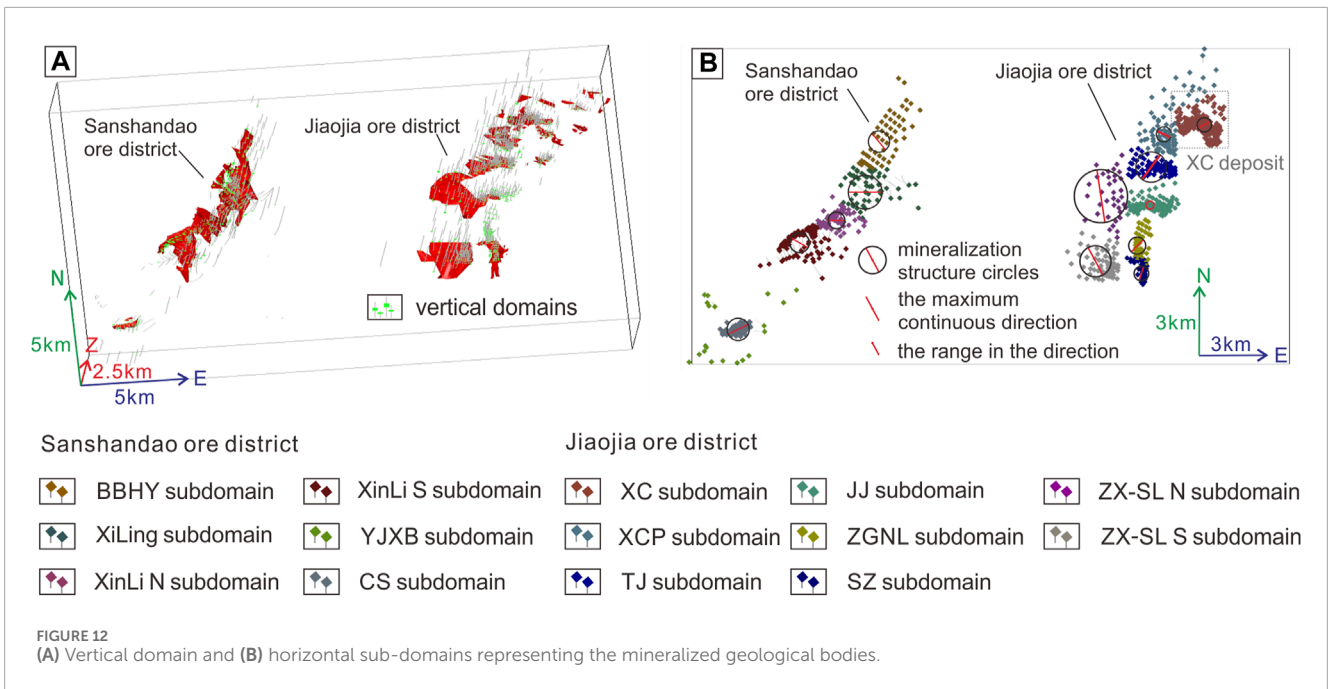 A
Sanshandao
ore district
Jiaojia ore district
N
5km
Z
2.5km
E
5km
vertical domains
B
Sanshandao
ore district
Jiaojia ore district
XC deposit
mineralization
structure circles
the maximum
continuous direction
the range in the direction
N
3km
3km
E
Sanshandao ore district
Jiaojia ore district
BBHY subdomain
XinLi S subdomain
XC subdomain
JJ subdomain
ZX-SL N subdomain
XiLing subdomain
YJXB subdomain
XCP subdomain
ZGNL subdomain
ZX-SL S subdomain
XinLi N subdomain
CS subdomain
TJ subdomain
SZ subdomain
FIGURE 12
(A) Vertical domain and (B) horizontal sub-domains representing the mineralized geological bodies.